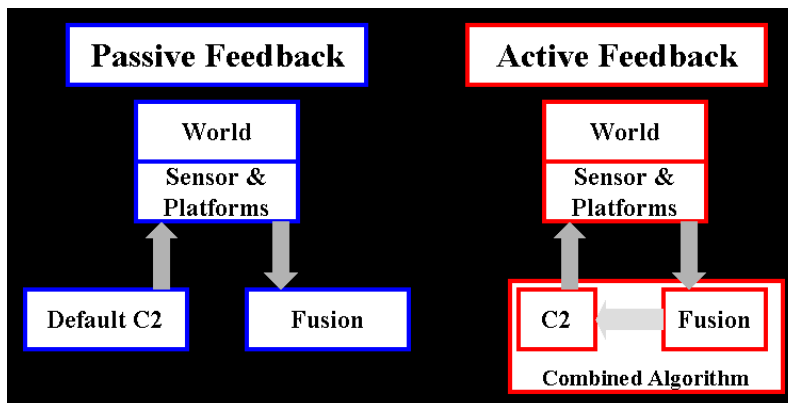 Passive Feedback
World
Sensor &
Platforms
Default C2
Fusion
Active Feedback
World
Sensor &
Platforms
C2
Fusion
Combined Algorithm